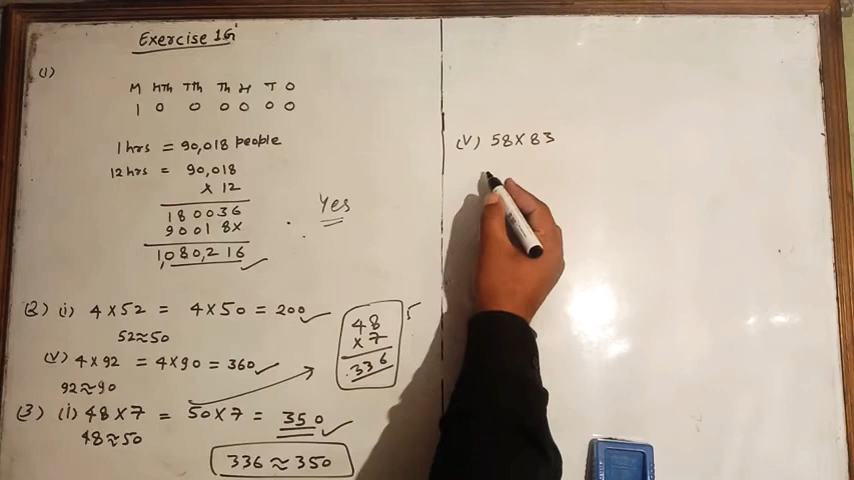 Exercise 1G
(1)
M HTh TTh Th H T O
1 0 0 0 0 0 0
1 hrs = 90,018 people
12 hrs = 90,018
× 12
180036
90018×
1,080,216
Yes
(2) (i) 4×52 = 4×50 = 200
52≈50
(v) 4×92 = 4×90 = 360
92≈90
(3) (i) 48×7 = 50×7 = 350
48≈50
336 ≈ 350
48
×7
336
(v) 58×83